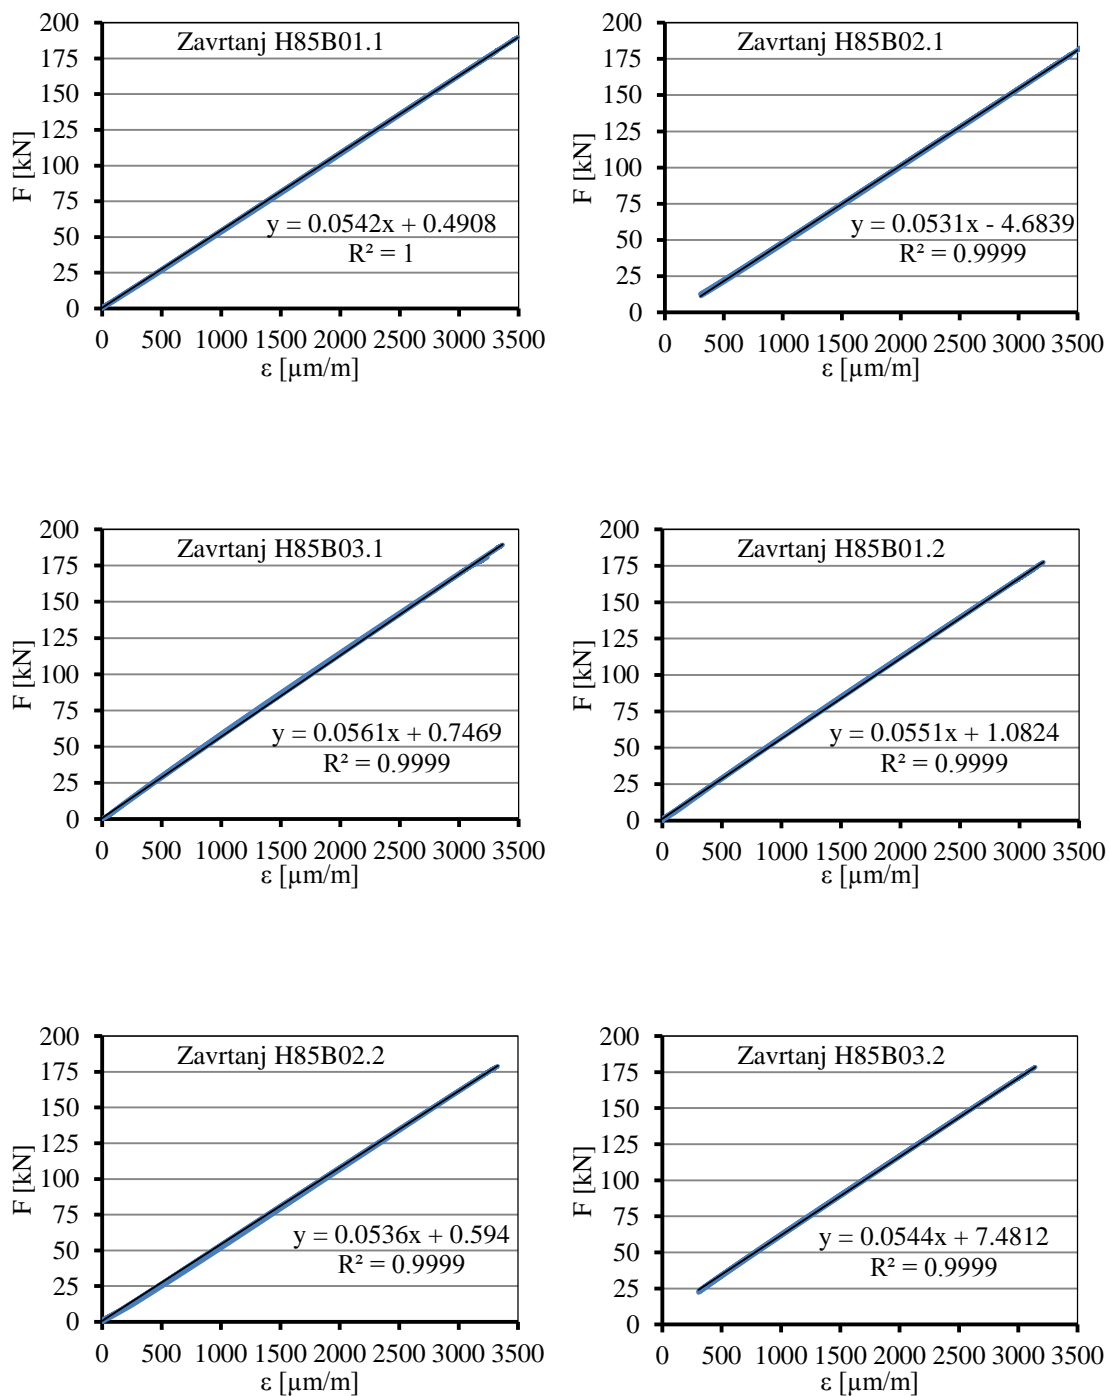 Zavrtanj H85B01.1
F [kN]
200
175
150
125
100
75
50
25
0
y = 0.0542x + 0.4908
R² = 1
0 500 1000 1500 2000 2500 3000 3500
ε [µm/m]
Zavrtanj H85B02.1
F [kN]
200
175
150
125
100
75
50
25
0
y = 0.0531x - 4.6839
R² = 0.9999
0 500 1000 1500 2000 2500 3000 3500
ε [µm/m]
Zavrtanj H85B03.1
F [kN]
200
175
150
125
100
75
50
25
0
y = 0.0561x + 0.7469
R² = 0.9999
0 500 1000 1500 2000 2500 3000 3500
ε [µm/m]
Zavrtanj H85B01.2
F [kN]
200
175
150
125
100
75
50
25
0
y = 0.0551x + 1.0824
R² = 0.9999
0 500 1000 1500 2000 2500 3000 3500
ε [µm/m]
Zavrtanj H85B02.2
F [kN]
200
175
150
125
100
75
50
25
0
y = 0.0536x + 0.594
R² = 0.9999
0 500 1000 1500 2000 2500 3000 3500
ε [µm/m]
Zavrtanj H85B03.2
F [kN]
200
175
150
125
100
75
50
25
0
y = 0.0544x + 7.4812
R² = 0.9999
0 500 1000 1500 2000 2500 3000 3500
ε [µm/m]